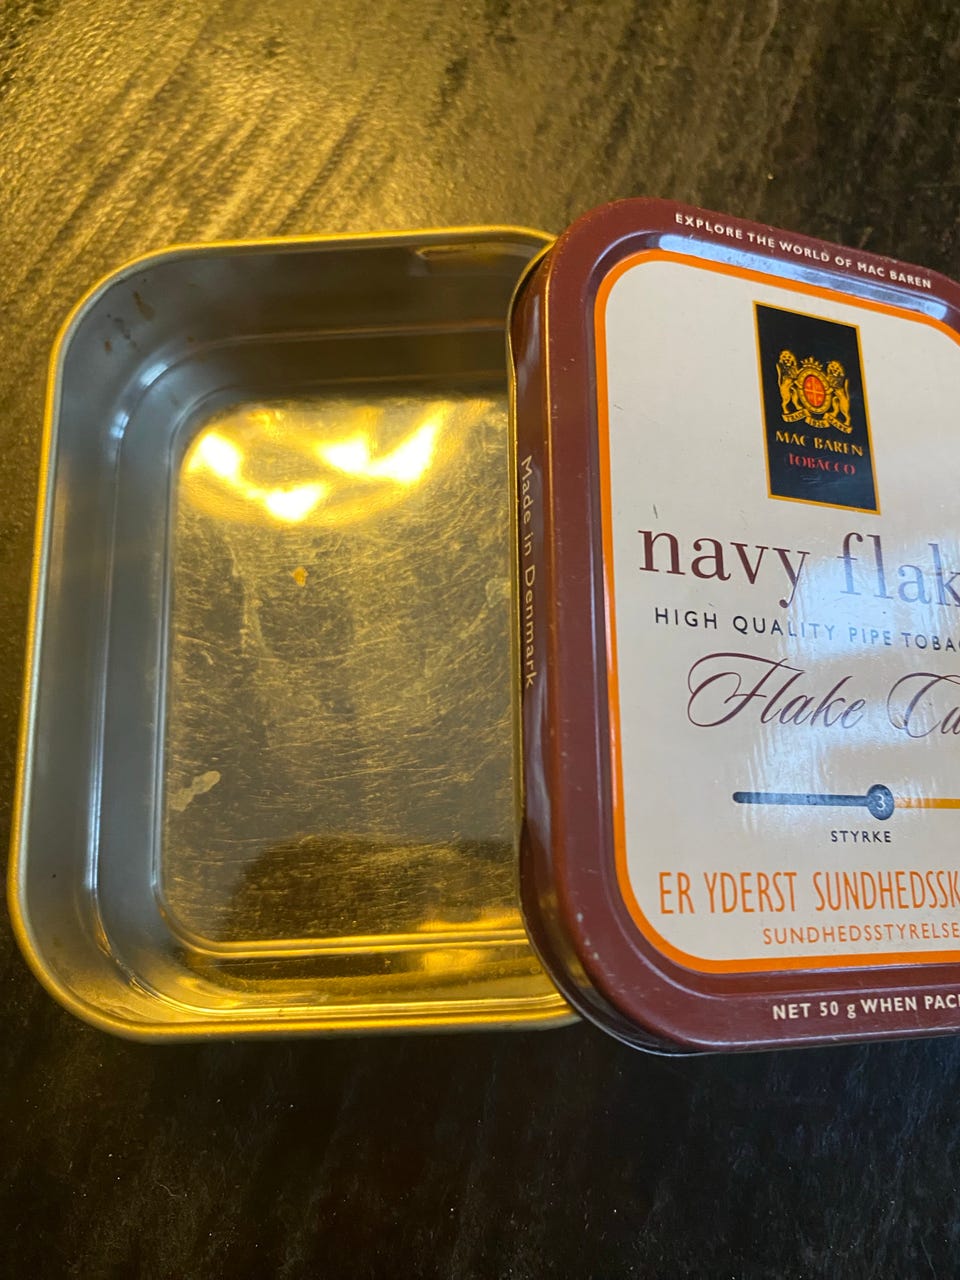 EXPLORE THE WORLD OF MAC BAREN
MAC BAREN
TOBACCO
navy flak
HIGH QUALITY PIPE TOBAC
Flake Cu
3
STYRKE
ER YDERST SUNDHEDSSK
SUNDHEDSSTYRELSE
NET 50 g WHEN PACK
Made in Denmark